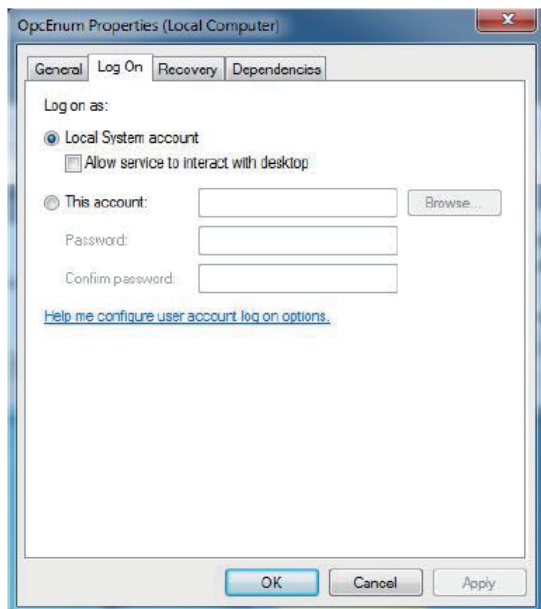 OpcEnum Properties (Local Computer)
General Log On Recovery Dependencies
Log on as:
Local System account
Allow service to interact with desktop
This account:
Browse...
Password:
Confirm password:
Help me configure user account log on options.
OK Cancel Apply